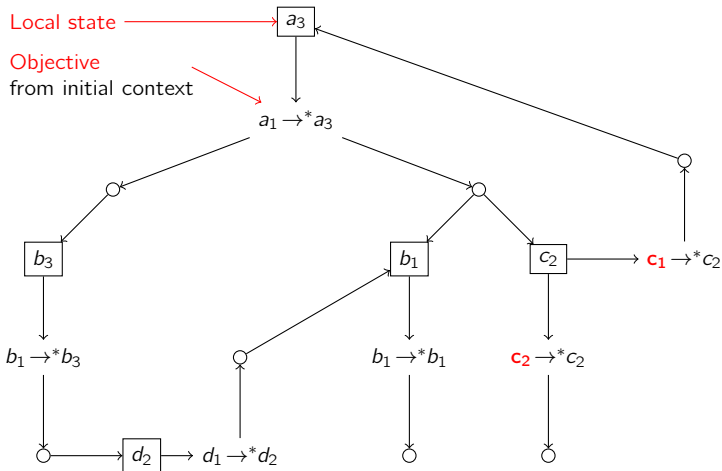 Local state
a₃
Objective
from initial context
a₁ →* a₃
b₃
b₁
c₂
c₁ →* c₂
b₁ →* b₃
b₁ →* b₁
c₂ →* c₂
d₂
d₁ →* d₂